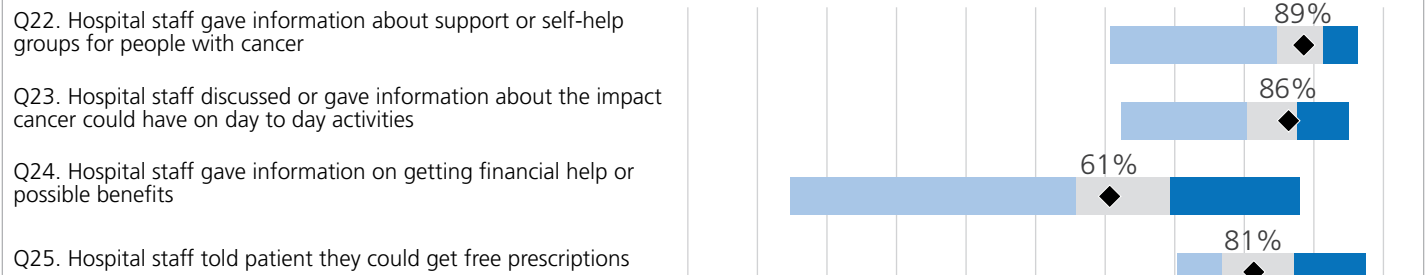 Q22. Hospital staff gave information about support or self-help
groups for people with cancer
89%
Q23. Hospital staff discussed or gave information about the impact
cancer could have on day to day activities
86%
Q24. Hospital staff gave information on getting financial help or
possible benefits
61%
Q25. Hospital staff told patient they could get free prescriptions
81%